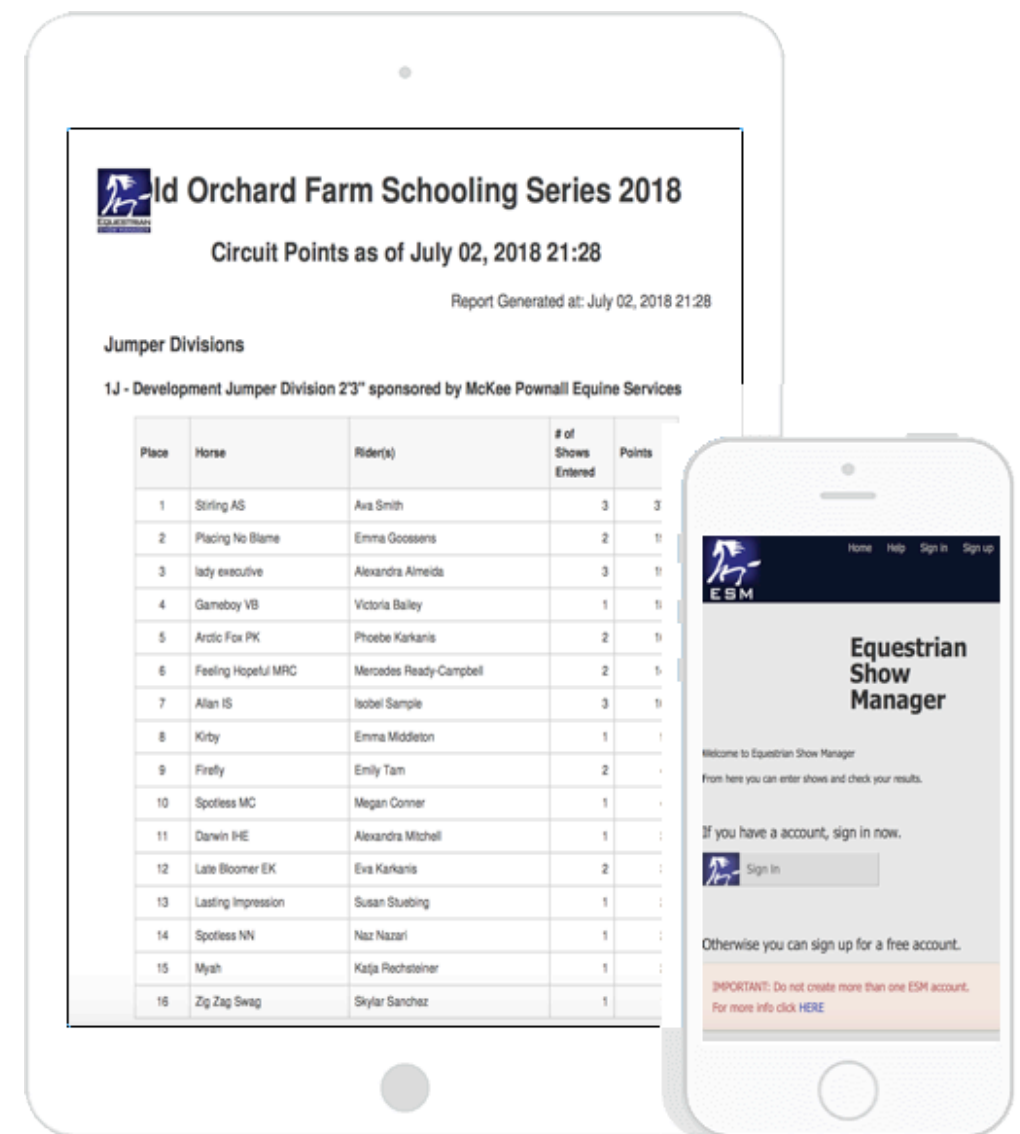 ld Orchard Farm Schooling Series 2018
EQUESTRIAN
Circuit Points as of July 02, 2018 21:28
Report Generated at: July 02, 2018 21:28
Jumper Divisions
1J - Development Jumper Division 2'3" sponsored by McKee Pownall Equine Services
Place Horse Rider(s) # of Shows Entered Points
1 Stirling AS Ava Smith 3
2 Placing No Blame Emma Goossens 2
3 lady executive Alexandra Almeida 3
4 Gameboy VB Victoria Bailey 1
5 Arctic Fox PK Phoebe Karkanis 2
6 Feeling Hopeful MRC Mercedes Ready-Campbell 2
7 Allan IS Isobel Sample 3
8 Kirby Emma Middleton 1
9 Firefly Emily Tam 2
10 Spotless MC Megan Conner 1
11 Darwin IHE Alexandra Mitchell 1
12 Late Bloomer EK Eva Karkanis 2
13 Lasting Impression Susan Stuebing 1
14 Spotless NN Naz Nazari 1
15 Myah Katja Rechsteiner 1
16 Zig Zag Swag Skylar Sanchez 1
ESM
Home Help Sign in Sign up
Equestrian
Show
Manager
Welcome to Equestrian Show Manager
From here you can enter shows and check your results.
If you have a account, sign in now.
Sign In
Otherwise you can sign up for a free account.
IMPORTANT: Do not create more than one ESM account.
For more info click HERE